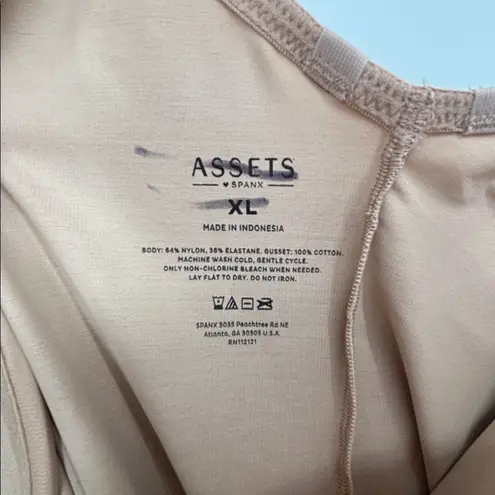 ASSETS
♥ SPANX
XL
MADE IN INDONESIA
BODY: 64% NYLON, 36% ELASTANE. GUSSET: 100% COTTON.
MACHINE WASH COLD, GENTLE CYCLE.
ONLY NON-CHLORINE BLEACH WHEN NEEDED.
LAY FLAT TO DRY. DO NOT IRON.
SPANX 3035 Peachtree Rd NE
Atlanta, GA 30305 U.S.A.
RN112121